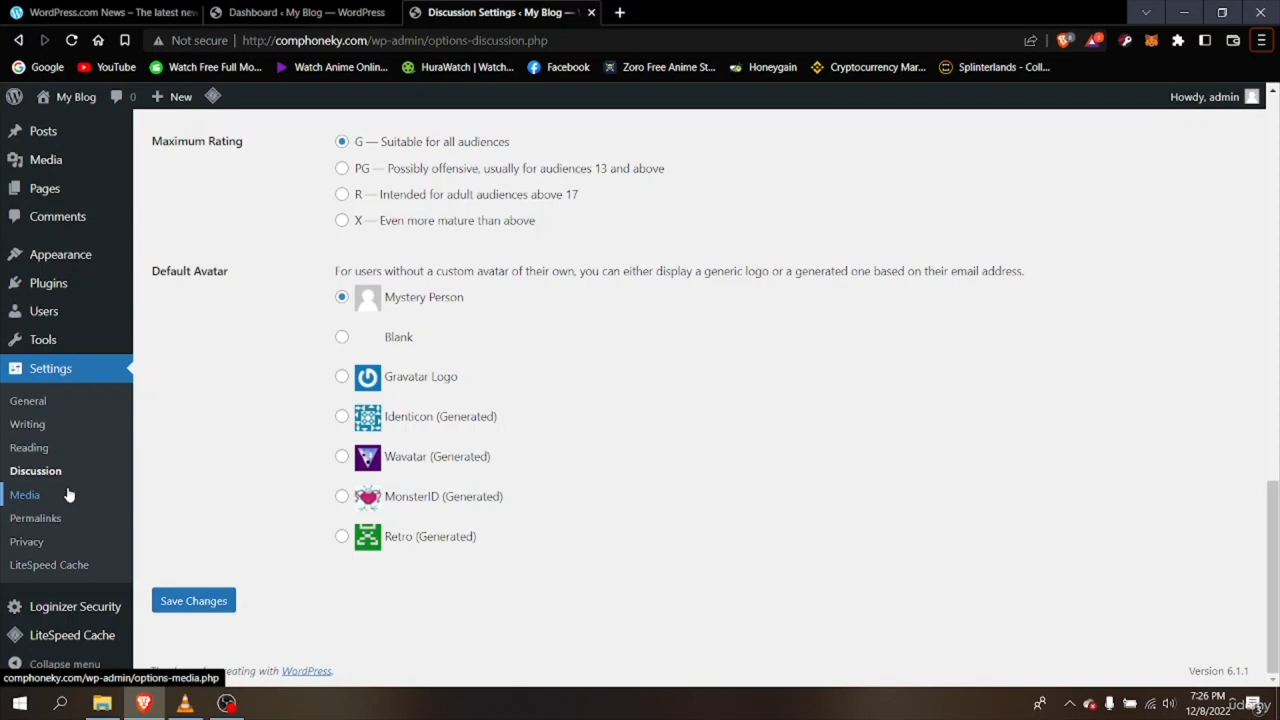 WordPress.com News – The latest new
Dashboard ‹ My Blog — WordPress
Discussion Settings ‹ My Blog —
Not secure
http://comphoneky.com/wp-admin/options-discussion.php
Google
YouTube
Watch Free Full Mo...
Watch Anime Onlin...
HuraWatch | Watch...
Facebook
Zoro Free Anime St...
Honeygain
Cryptocurrency Mar...
Splinterlands - Coll...
My Blog
0
New
Howdy, admin
Posts
Media
Pages
Comments
Appearance
Plugins
Users
Tools
Settings
General
Writing
Reading
Discussion
Media
Permalinks
Privacy
LiteSpeed Cache
Loginizer Security
LiteSpeed Cache
Collapse menu
Maximum Rating
G — Suitable for all audiences
PG — Possibly offensive, usually for audiences 13 and above
R — Intended for adult audiences above 17
X — Even more mature than above
Default Avatar
For users without a custom avatar of their own, you can either display a generic logo or a generated one based on their email address.
Mystery Person
Blank
Gravatar Logo
Identicon (Generated)
Wavatar (Generated)
MonsterID (Generated)
Retro (Generated)
Save Changes
creating with WordPress.
Version 6.1.1
comphoneky.com/wp-admin/options-media.php
7:26 PM
12/8/2022
Udemy